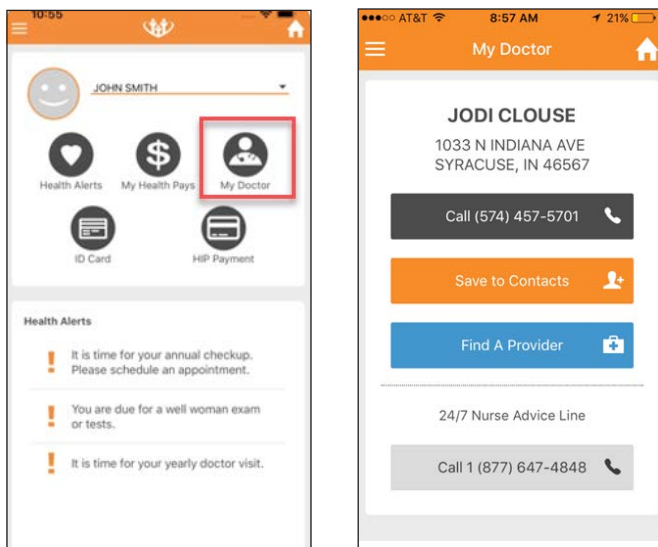 10:55
JOHN SMITH
Health Alerts
My Health Pays
My Doctor
ID Card
HIP Payment
Health Alerts
It is time for your annual checkup.
Please schedule an appointment.
You are due for a well woman exam
or tests.
It is time for your yearly doctor visit.
AT&T 8:57 AM 21%
My Doctor
JODI CLOUSE
1033 N INDIANA AVE
SYRACUSE, IN 46567
Call (574) 457-5701
Save to Contacts
Find A Provider
24/7 Nurse Advice Line
Call 1 (877) 647-4848